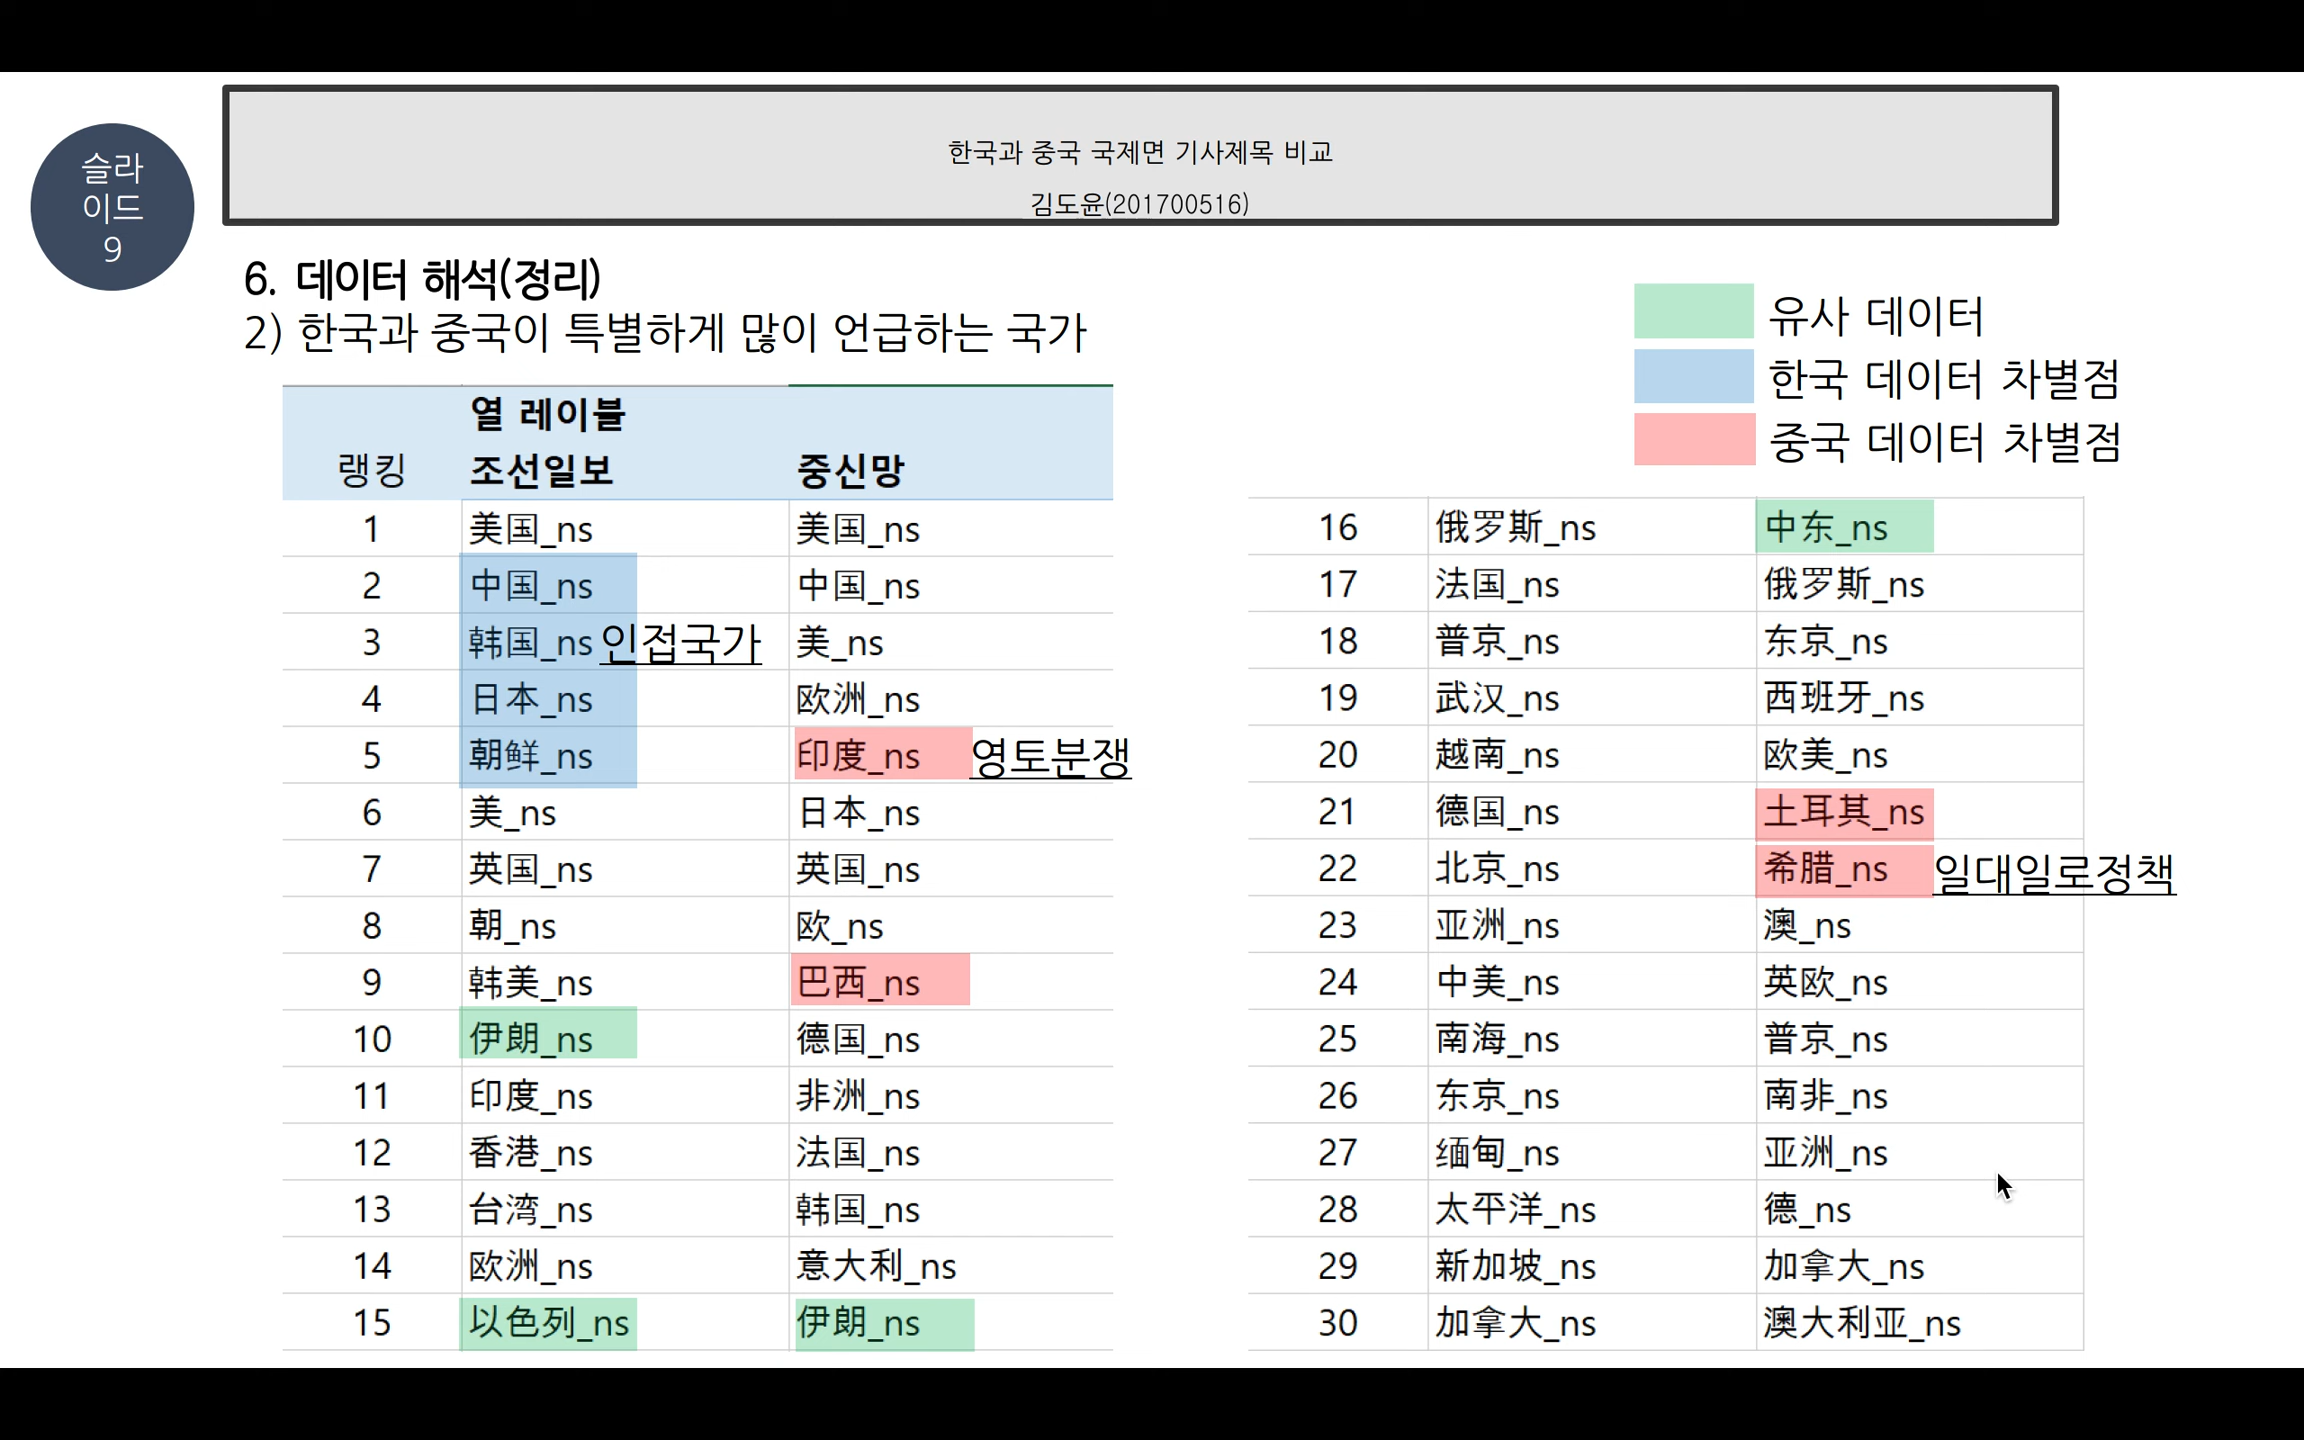 슬라
이드
9
한국과 중국 국제면 기사제목 비교
김도윤(201700516)
6. 데이터 해석(정리)
2) 한국과 중국이 특별하게 많이 언급하는 국가
유사 데이터
한국 데이터 차별점
중국 데이터 차별점
열 레이블
랭킹 조선일보 중신망
1 美国_ns 美国_ns
2 中国_ns 中国_ns
3 韩国_ns 인접국가 美_ns
4 日本_ns 欧洲_ns
5 朝鲜_ns 印度_ns 영토분쟁
6 美_ns 日本_ns
7 英国_ns 英国_ns
8 朝_ns 欧_ns
9 韩美_ns 巴西_ns
10 伊朗_ns 德国_ns
11 印度_ns 非洲_ns
12 香港_ns 法国_ns
13 台湾_ns 韩国_ns
14 欧洲_ns 意大利_ns
15 以色列_ns 伊朗_ns
16 俄罗斯_ns 中东_ns
17 法国_ns 俄罗斯_ns
18 普京_ns 东京_ns
19 武汉_ns 西班牙_ns
20 越南_ns 欧美_ns
21 德国_ns 土耳其_ns
22 北京_ns 希腊_ns 일대일로정책
23 亚洲_ns 澳_ns
24 中美_ns 英欧_ns
25 南海_ns 普京_ns
26 东京_ns 南非_ns
27 缅甸_ns 亚洲_ns
28 太平洋_ns 德_ns
29 新加坡_ns 加拿大_ns
30 加拿大_ns 澳大利亚_ns